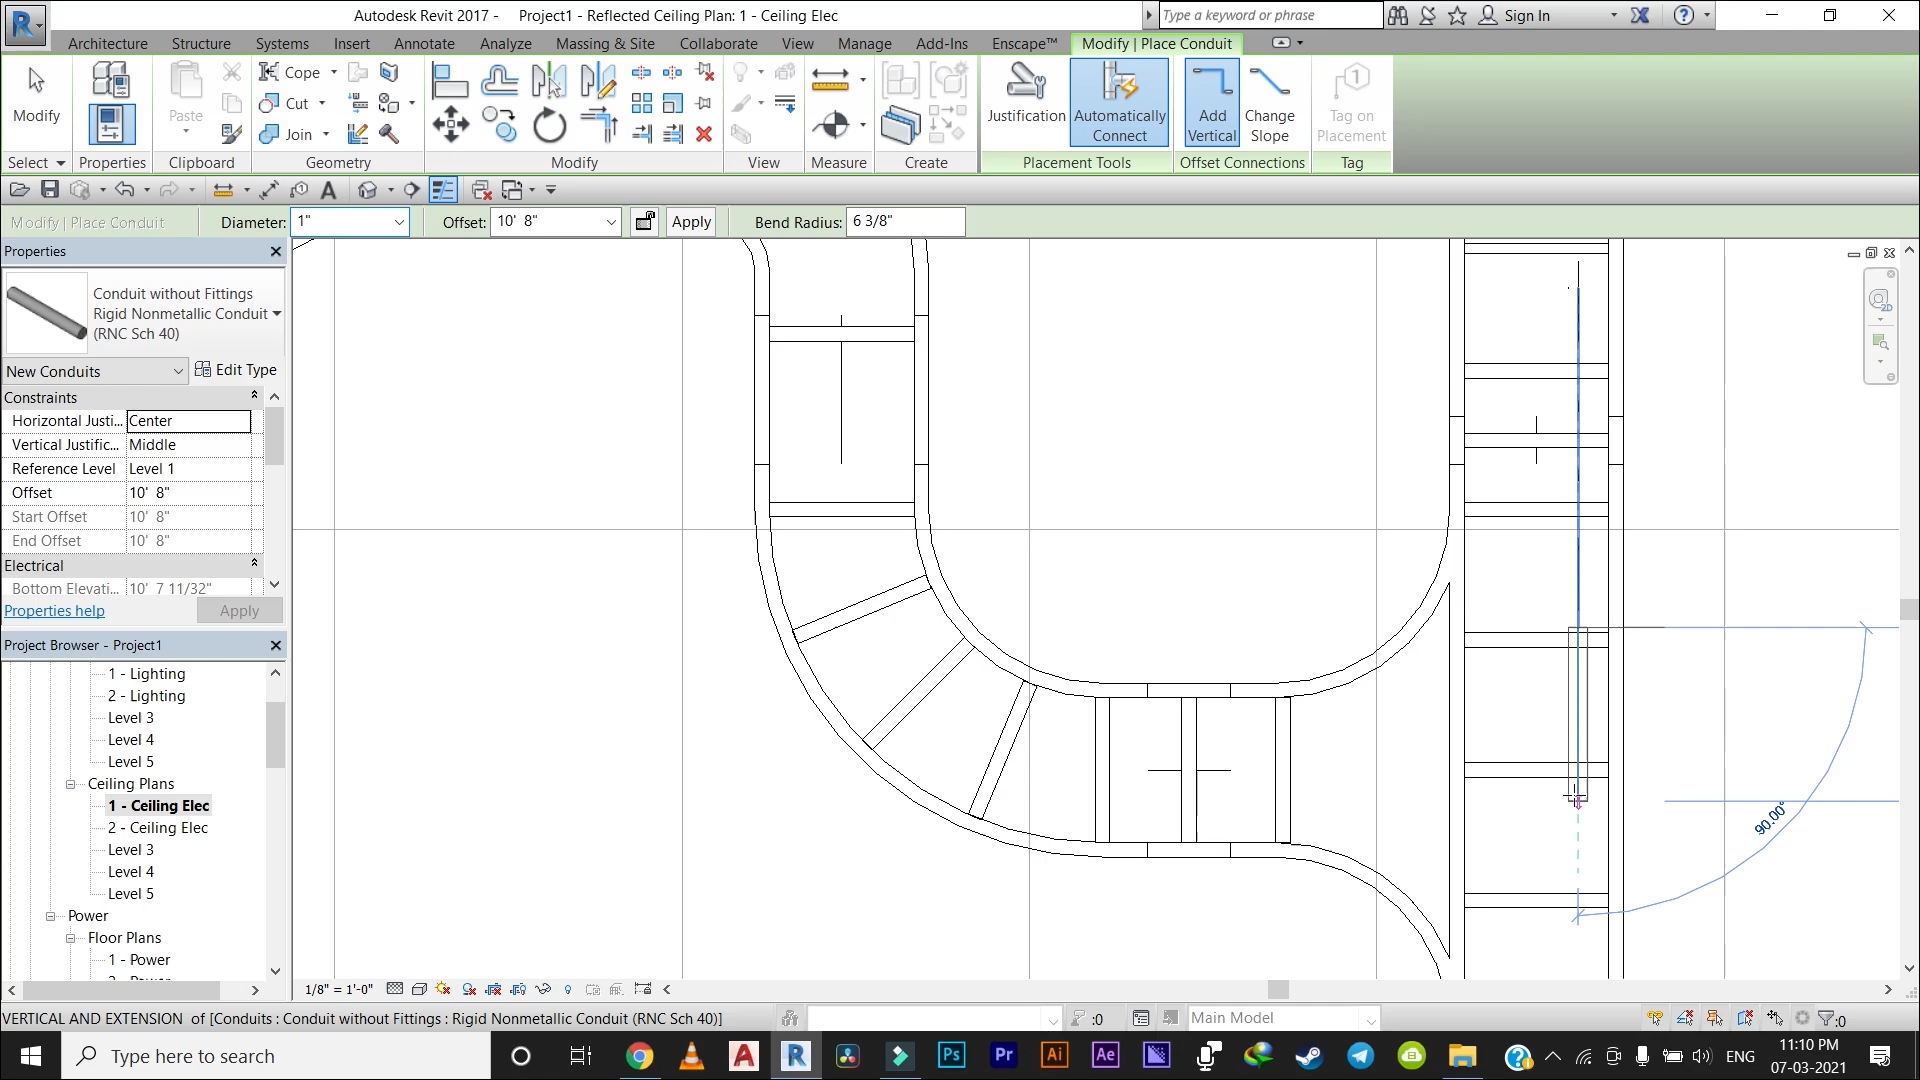 Autodesk Revit 2017 - Project1 - Reflected Ceiling Plan: 1 - Ceiling Elec
Type a keyword or phrase
Sign In
Architecture Structure Systems Insert Annotate Analyze Massing & Site Collaborate View Manage Add-Ins Enscape™ Modify | Place Conduit
Modify
Paste
Cope
Cut
Join
Justification
Automatically Connect
Add Vertical
Change Slope
Tag on Placement
Select Properties Clipboard Geometry Modify View Measure Create Placement Tools Offset Connections Tag
Modify | Place Conduit Diameter: 1" Offset: 10' 8" Apply Bend Radius: 6 3/8"
Properties
Conduit without Fittings
Rigid Nonmetallic Conduit
(RNC Sch 40)
New Conduits Edit Type
Constraints
Horizontal Justi... Center
Vertical Justific... Middle
Reference Level Level 1
Offset 10' 8"
Start Offset 10' 8"
End Offset 10' 8"
Electrical
Bottom Elevati... 10' 7 11/32"
Properties help Apply
Project Browser - Project1
1 - Lighting
2 - Lighting
Level 3
Level 4
Level 5
Ceiling Plans
1 - Ceiling Elec
2 - Ceiling Elec
Level 3
Level 4
Level 5
Power
Floor Plans
1 - Power
90.00°
2D
1/8" = 1'-0"
VERTICAL AND EXTENSION of [Conduits : Conduit without Fittings : Rigid Nonmetallic Conduit (RNC Sch 40)]
:0
Main Model
:0
Type here to search
Ps
Pr
Ai
Ae
ENG
11:10 PM
07-03-2021